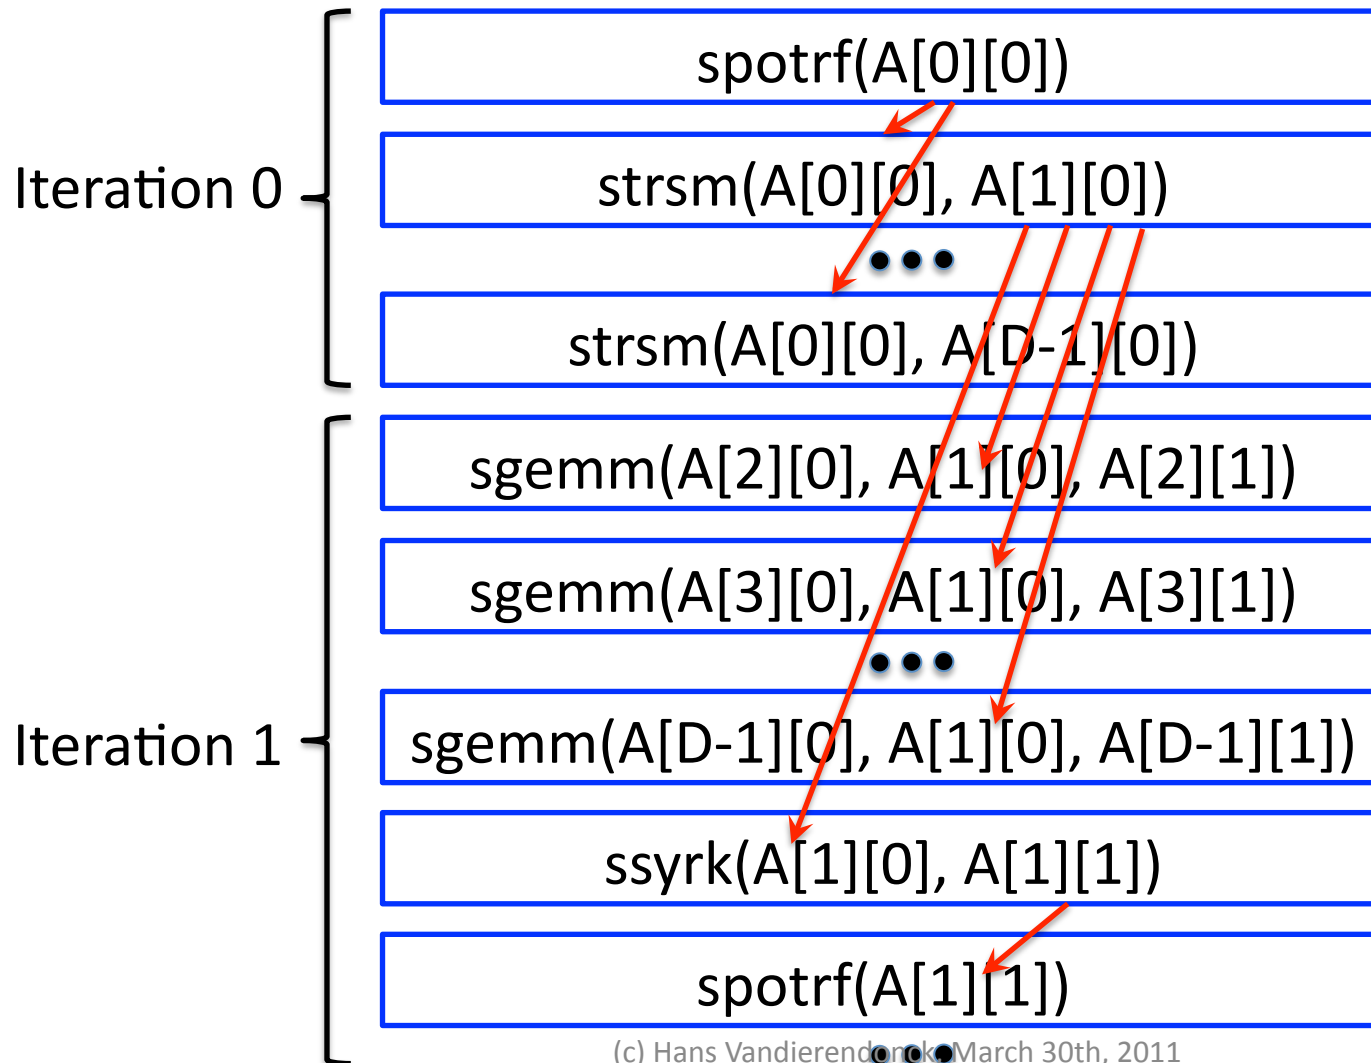 spotrf(A[0][0])
Iteration 0
strsm(A[0][0], A[1][0])
•••
strsm(A[0][0], A[D-1][0])
sgemm(A[2][0], A[1][0], A[2][1])
sgemm(A[3][0], A[1][0], A[3][1])
•••
Iteration 1
sgemm(A[D-1][0], A[1][0], A[D-1][1])
ssyrk(A[1][0], A[1][1])
spotrf(A[1][1])
(c) Hans Vandierendonck, March 30th, 2011